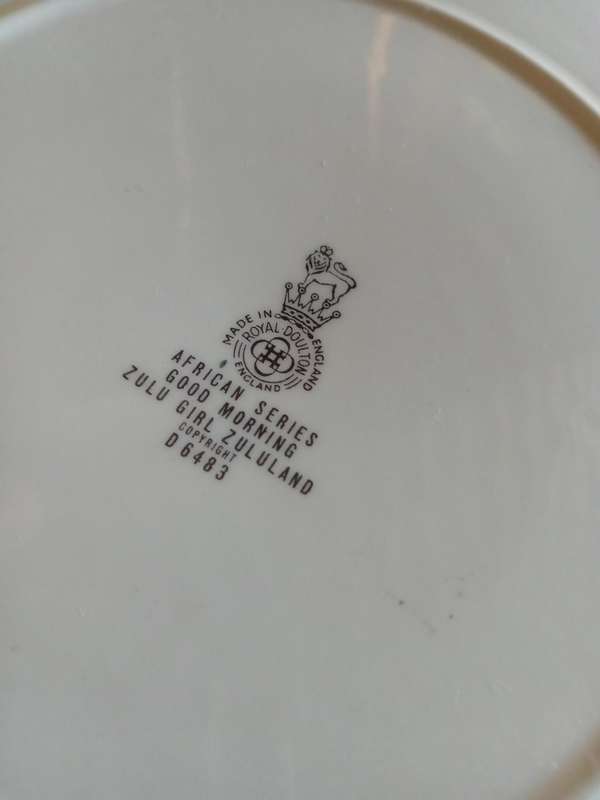 MADE IN ENGLAND
ROYAL · DOULTON
ENGLAND
AFRICAN SERIES
GOOD MORNING
ZULU GIRL ZULULAND
COPYRIGHT
D6483